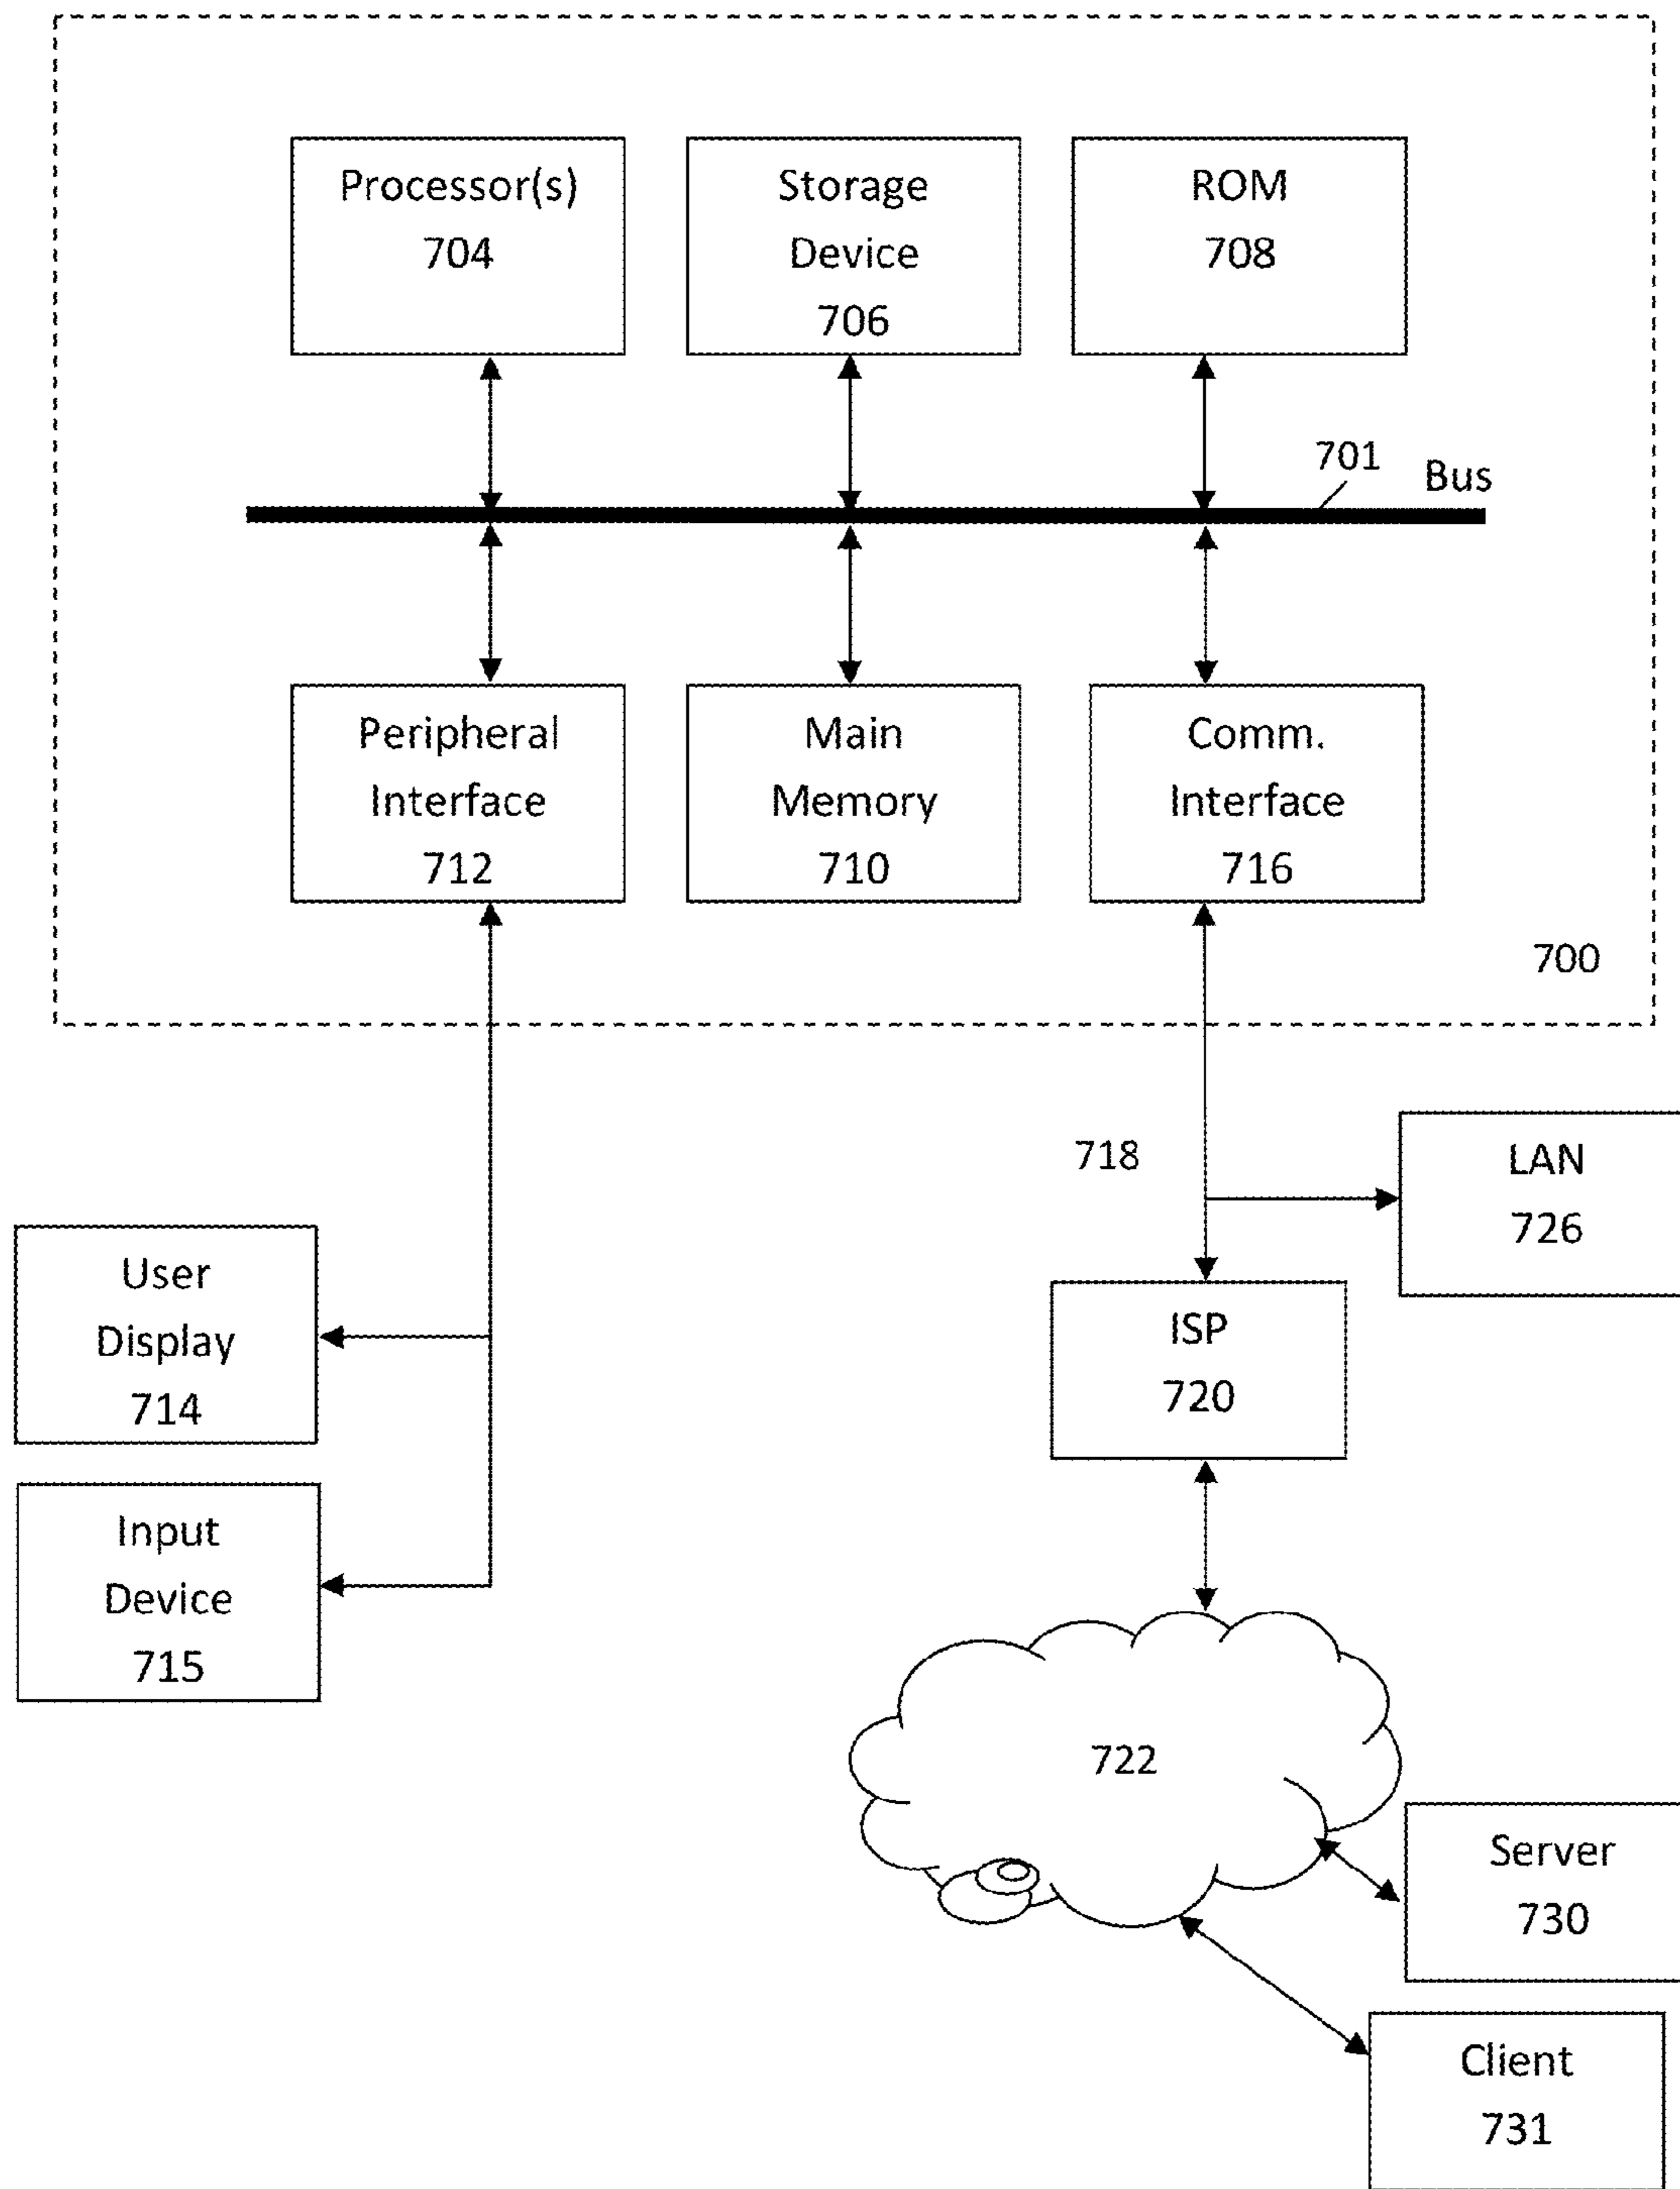 Processor(s)
704
Storage
Device
706
ROM
708
701
Bus
Peripheral
Interface
712
Main
Memory
710
Comm.
Interface
716
700
718
LAN
726
User
Display
714
ISP
720
Input
Device
715
722
Server
730
Client
731